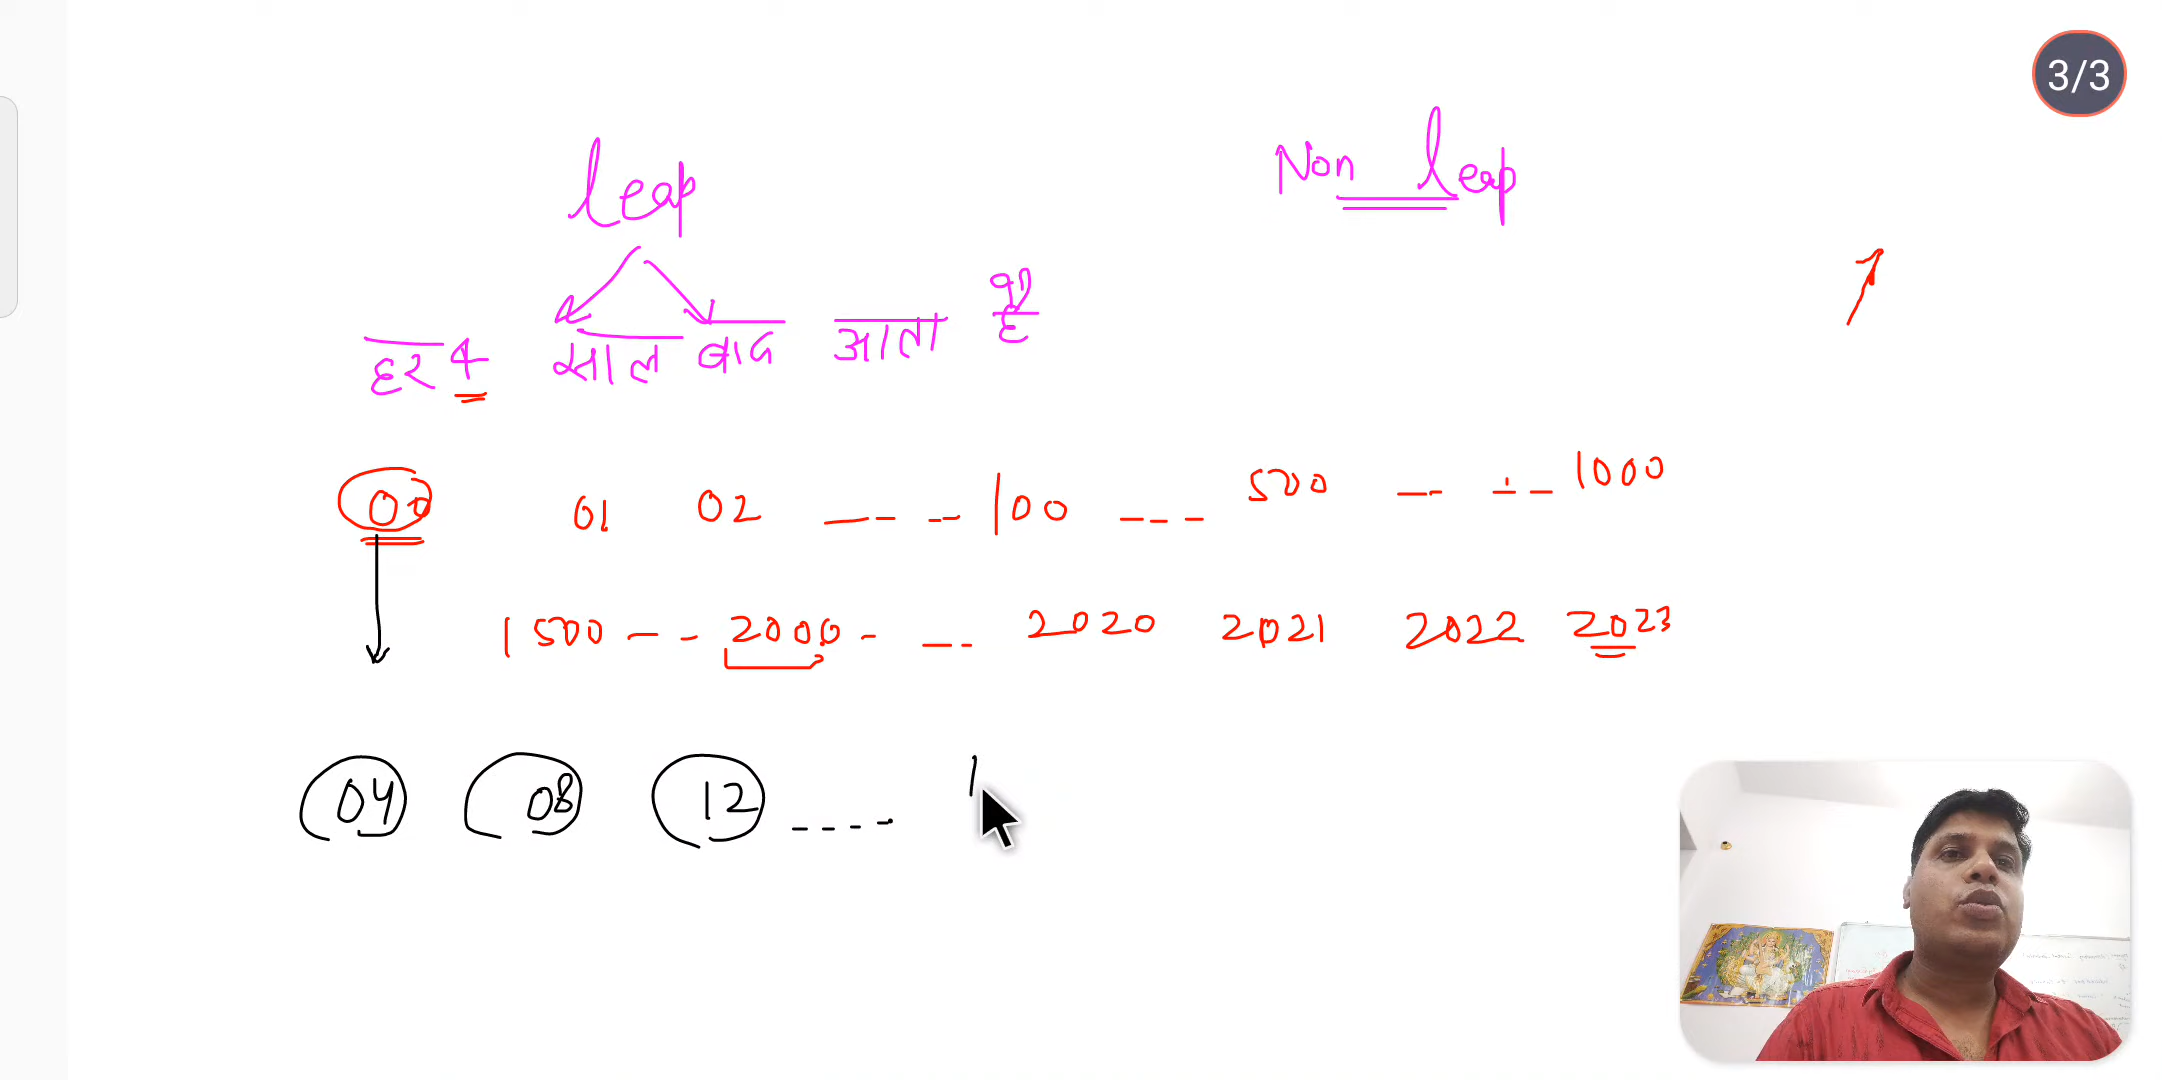 3/3
leap Non leap
हर 4 साल बाद आता है
00 01 02 --- -- 100 --- 500 -- -- 1000
1500 -- 2000 - -- 2020 2021 2022 2023
04 08 12 ---- 1